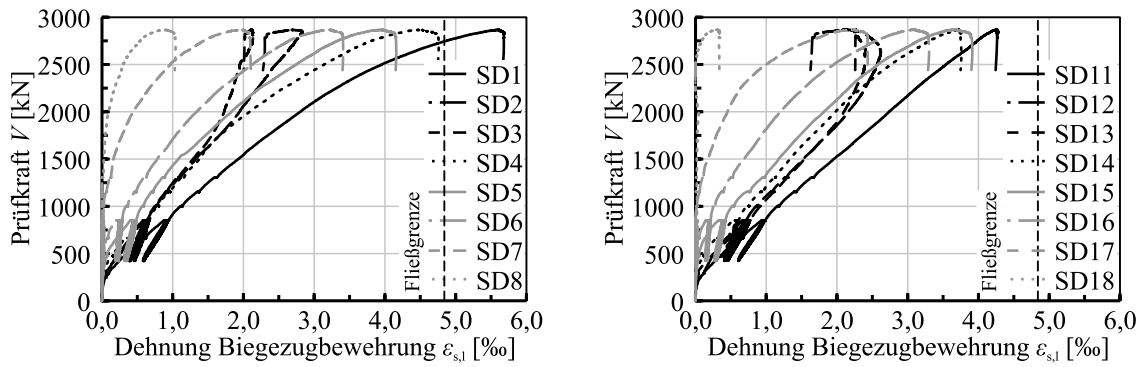 Prüfkraft V [kN]
3000
2500
2000
1500
1000
500
0
0,0 1,0 2,0 3,0 4,0 5,0 6,0
Dehnung Biegezugbewehrung εs,l [‰]
Fließgrenze
SD1
SD2
SD3
SD4
SD5
SD6
SD7
SD8
Prüfkraft V [kN]
3000
2500
2000
1500
1000
500
0
0,0 1,0 2,0 3,0 4,0 5,0 6,0
Dehnung Biegezugbewehrung εs,l [‰]
Fließgrenze
SD11
SD12
SD13
SD14
SD15
SD16
SD17
SD18